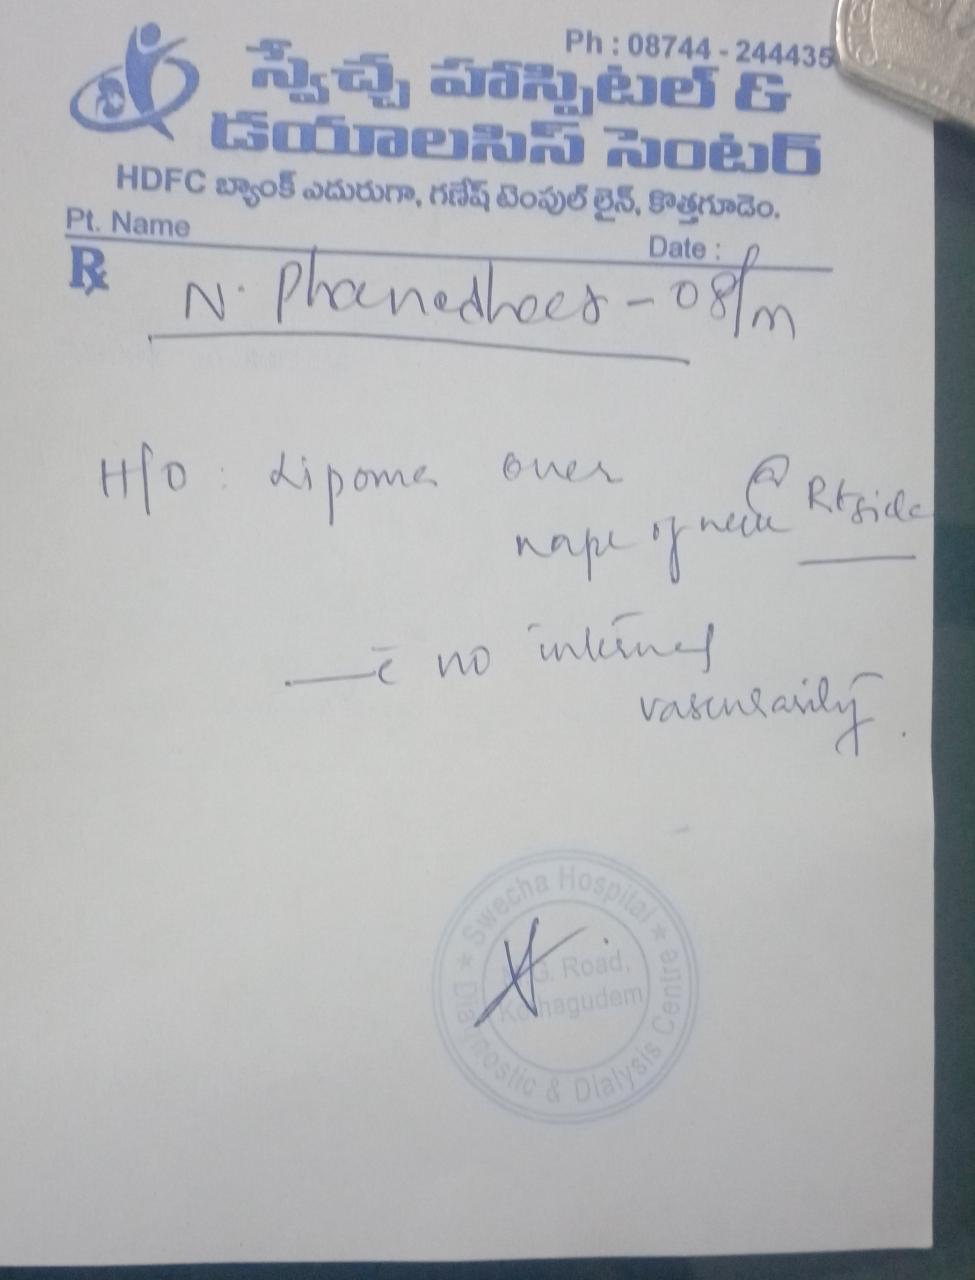 Ph : 08744 - 244435
స్వేచ్ఛ హాస్పిటల్ &
డయాలసిస్ సెంటర్
HDFC బ్యాంక్ ఎదురుగా, గణేష్ టెంపుల్ లైన్, కొత్తగూడెం.
Pt. Name
Date :
Rx
N. Phanedhar - 08/m
H/O : Lipoma over
@ Rt side
nape of neck
c̄ no internal
vascularity.
★ Swecha Hospital ★
Diagnostic & Dialysis Centre
G. Road,
Kothagudem